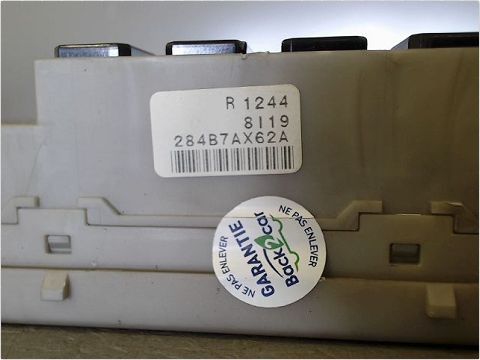 R 1244
8119
284B7AX62A
NE PAS ENLEVER
GARANTIE
Back2car
NE PAS ENLEVER